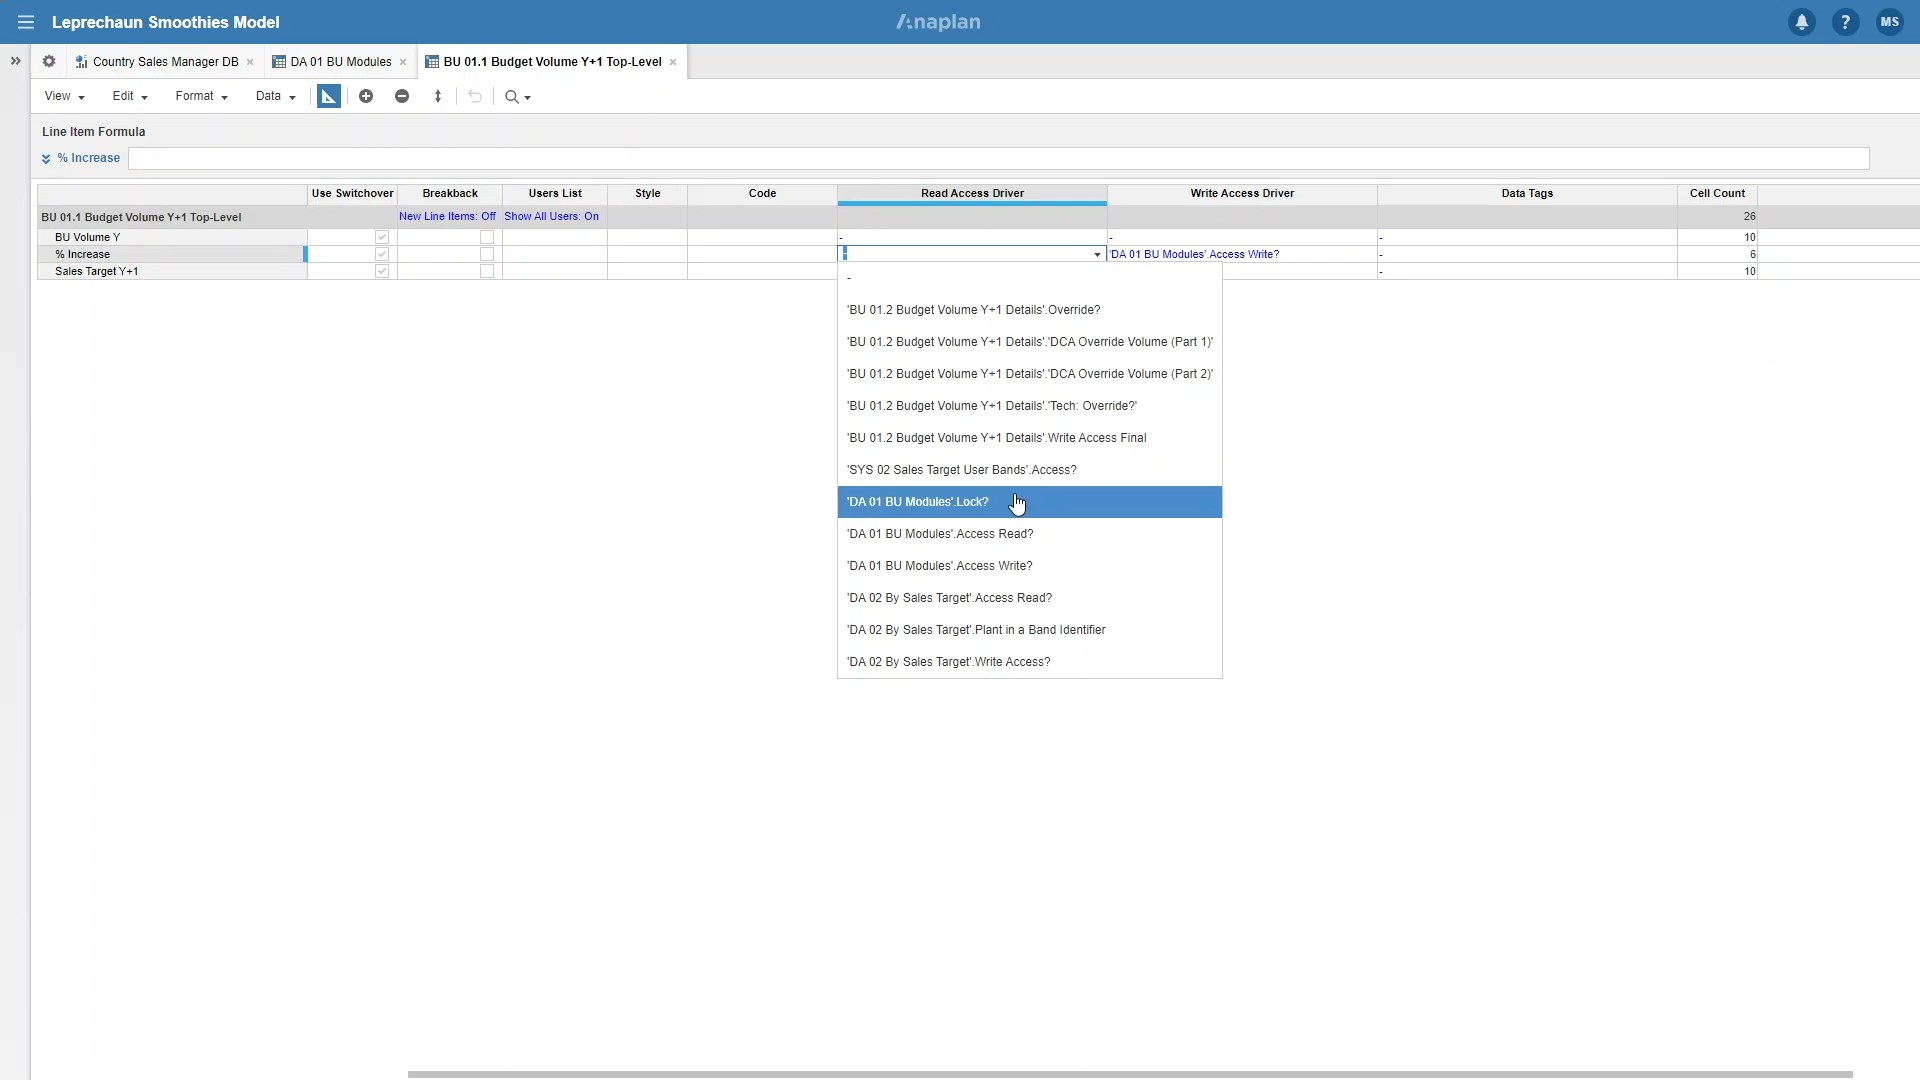 Leprechaun Smoothies Model
Anaplan
? MS
Country Sales Manager DB × DA 01 BU Modules × BU 01.1 Budget Volume Y+1 Top-Level ×
View Edit Format Data
Line Item Formula
% Increase
Use Switchover Breakback Users List Style Code Read Access Driver Write Access Driver Data Tags Cell Count
BU 01.1 Budget Volume Y+1 Top-Level New Line Items: Off Show All Users: On 26
BU Volume Y - - - 10
% Increase - 'DA 01 BU Modules'.Access Write? - 6
Sales Target Y+1 - 10
-
'BU 01.2 Budget Volume Y+1 Details'.Override?
'BU 01.2 Budget Volume Y+1 Details'.'DCA Override Volume (Part 1)'
'BU 01.2 Budget Volume Y+1 Details'.'DCA Override Volume (Part 2)'
'BU 01.2 Budget Volume Y+1 Details'.'Tech: Override?'
'BU 01.2 Budget Volume Y+1 Details'.Write Access Final
'SYS 02 Sales Target User Bands'.Access?
'DA 01 BU Modules'.Lock?
'DA 01 BU Modules'.Access Read?
'DA 01 BU Modules'.Access Write?
'DA 02 By Sales Target'.Access Read?
'DA 02 By Sales Target'.Plant in a Band Identifier
'DA 02 By Sales Target'.Write Access?